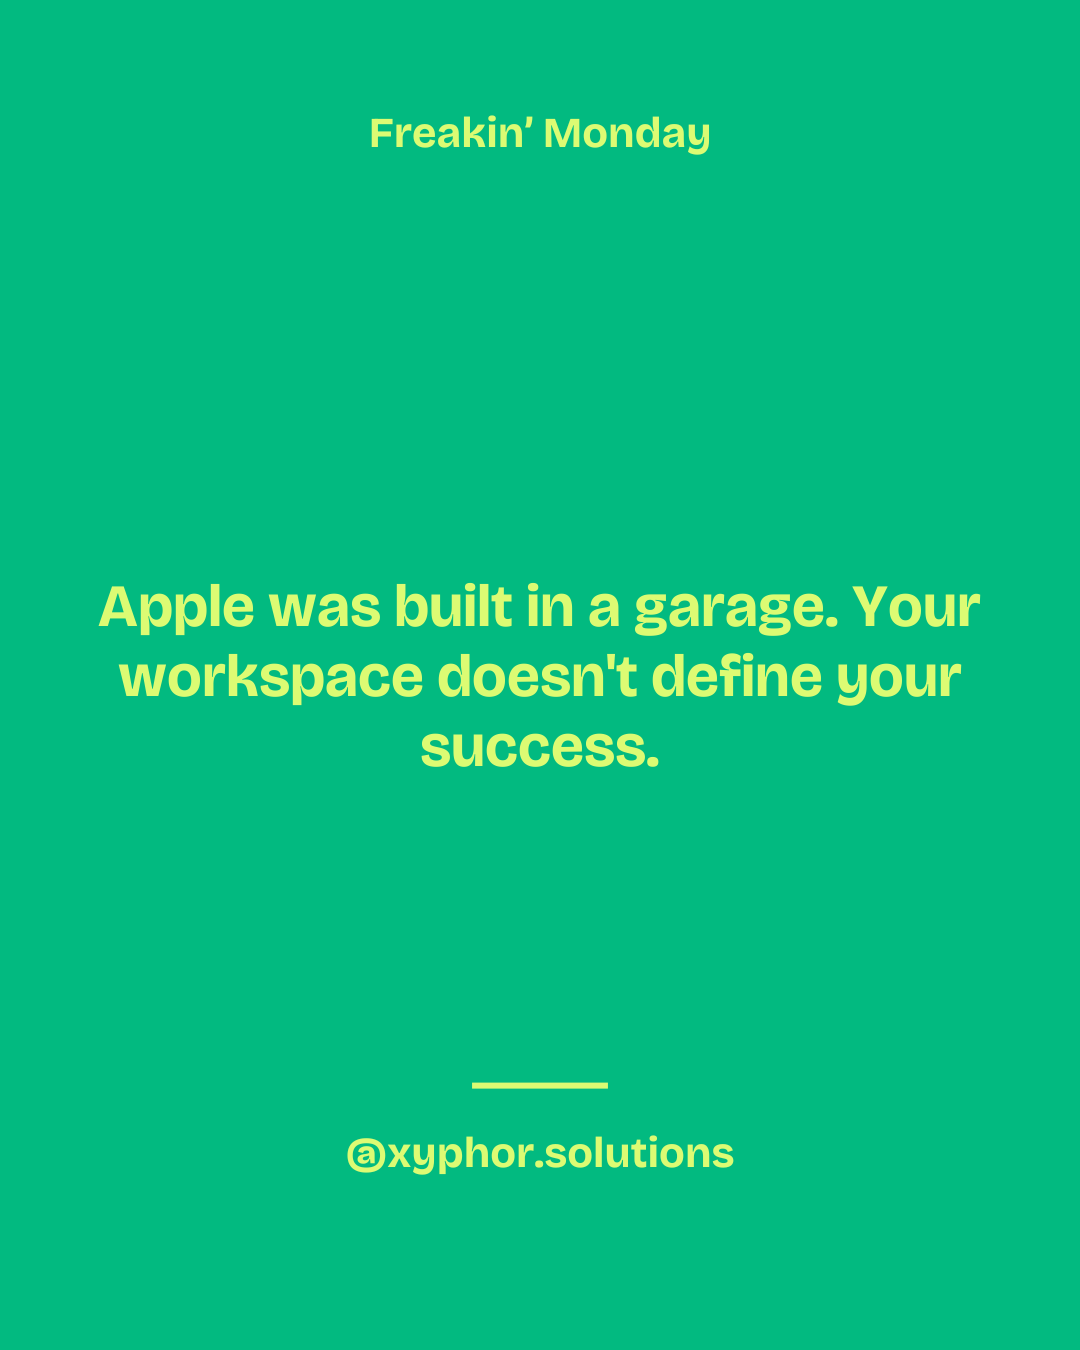 Freakin’ Monday
Apple was built in a garage. Your
workspace doesn't define your
success.
@xyphor.solutions